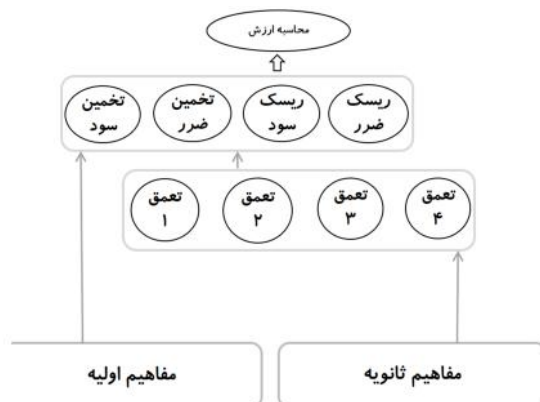 محاسبه ارزش
ریسک
ضرر
ریسک
سود
تخمین
ضرر
تخمین
سود
تعمق
۴
تعمق
۳
تعمق
۲
تعمق
۱
مفاهیم ثانویه
مفاهیم اولیه